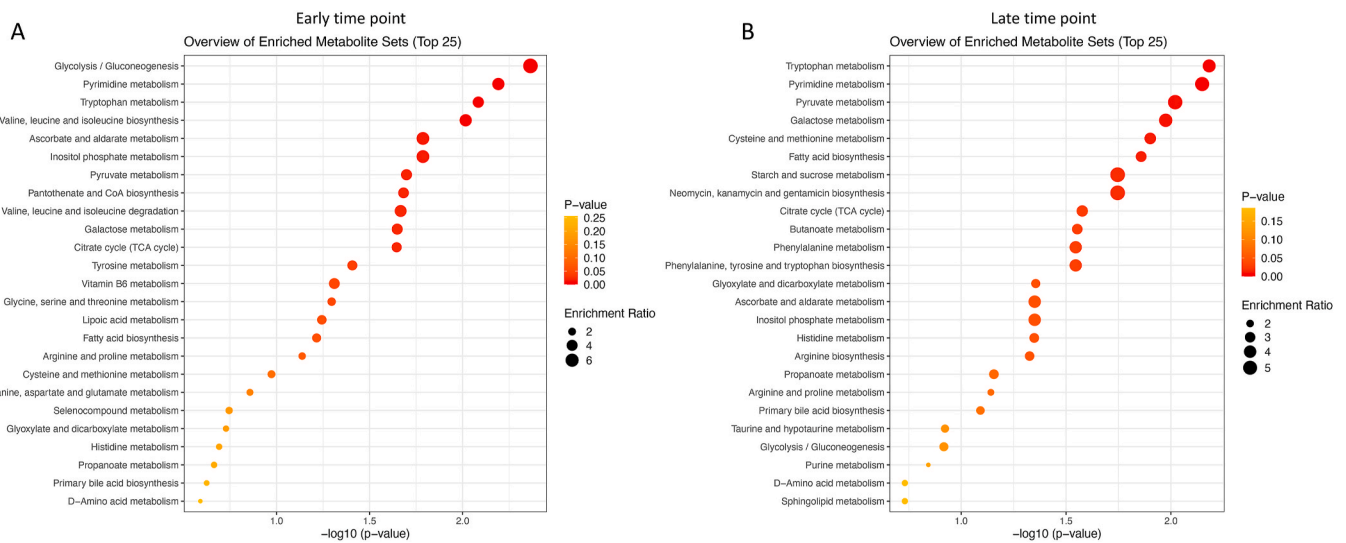 A
Early time point
Overview of Enriched Metabolite Sets (Top 25)
Glycolysis / Gluconeogenesis
Pyrimidine metabolism
Tryptophan metabolism
Valine, leucine and isoleucine biosynthesis
Ascorbate and aldarate metabolism
Inositol phosphate metabolism
Pyruvate metabolism
Pantothenate and CoA biosynthesis
Valine, leucine and isoleucine degradation
Galactose metabolism
Citrate cycle (TCA cycle)
Tyrosine metabolism
Vitamin B6 metabolism
Glycine, serine and threonine metabolism
Lipoic acid metabolism
Fatty acid biosynthesis
Arginine and proline metabolism
Cysteine and methionine metabolism
nine, aspartate and glutamate metabolism
Selenocompound metabolism
Glyoxylate and dicarboxylate metabolism
Histidine metabolism
Propanoate metabolism
Primary bile acid biosynthesis
D−Amino acid metabolism
1.0 1.5 2.0
−log10 (p−value)
P−value
0.25
0.20
0.15
0.10
0.05
0.00
Enrichment Ratio
2
4
6
B
Late time point
Overview of Enriched Metabolite Sets (Top 25)
Tryptophan metabolism
Pyrimidine metabolism
Pyruvate metabolism
Galactose metabolism
Cysteine and methionine metabolism
Fatty acid biosynthesis
Starch and sucrose metabolism
Neomycin, kanamycin and gentamicin biosynthesis
Citrate cycle (TCA cycle)
Butanoate metabolism
Phenylalanine metabolism
Phenylalanine, tyrosine and tryptophan biosynthesis
Glyoxylate and dicarboxylate metabolism
Ascorbate and aldarate metabolism
Inositol phosphate metabolism
Histidine metabolism
Arginine biosynthesis
Propanoate metabolism
Arginine and proline metabolism
Primary bile acid biosynthesis
Taurine and hypotaurine metabolism
Glycolysis / Gluconeogenesis
Purine metabolism
D−Amino acid metabolism
Sphingolipid metabolism
1.0 1.5 2.0
−log10 (p−value)
P−value
0.15
0.10
0.05
0.00
Enrichment Ratio
2
3
4
5